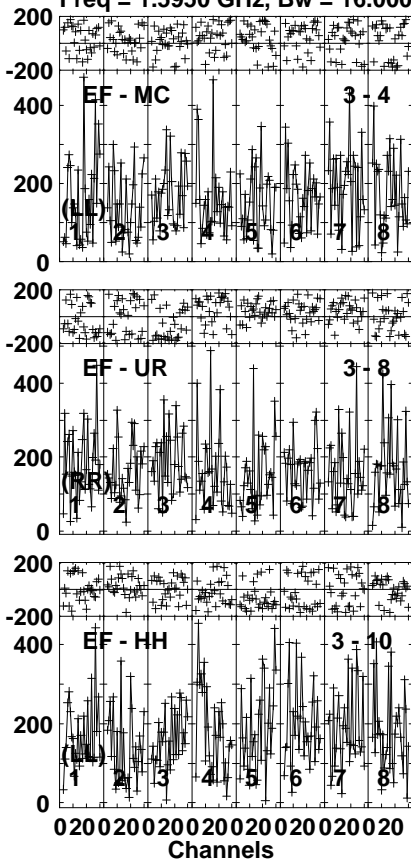 Freq = 1.5950 GHz, Bw = 16.000
200
-200
EF - MC 3 - 4
400
200
(LL)
1 2 3 4 5 6 7 8
0
200
-200
EF - UR 3 - 8
400
200
(RR)
1 2 3 4 5 6 7 8
0
200
-200
EF - HH 3 - 10
400
200
(LL)
1 2 3 4 5 6 7 8
0
020020020020020020020020
Channels